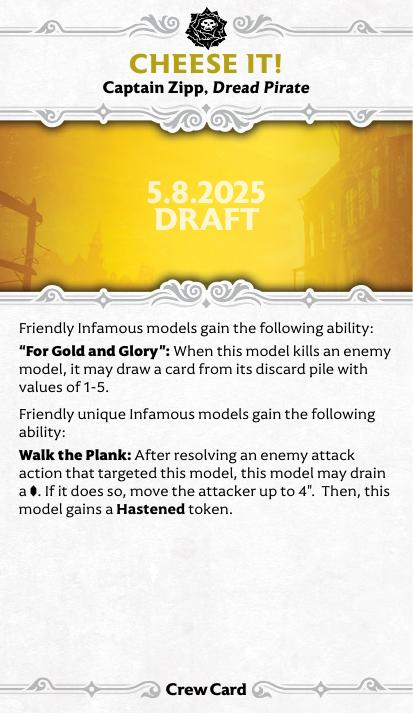 CHEESE IT!
Captain Zipp, Dread Pirate
5.8.2025
DRAFT
Friendly Infamous models gain the following ability:
“For Gold and Glory”: When this model kills an enemy
model, it may draw a card from its discard pile with
values of 1-5.
Friendly unique Infamous models gain the following
ability:
Walk the Plank: After resolving an enemy attack
action that targeted this model, this model may drain
a ⬮. If it does so, move the attacker up to 4".  Then, this
model gains a Hastened token.
Crew Card